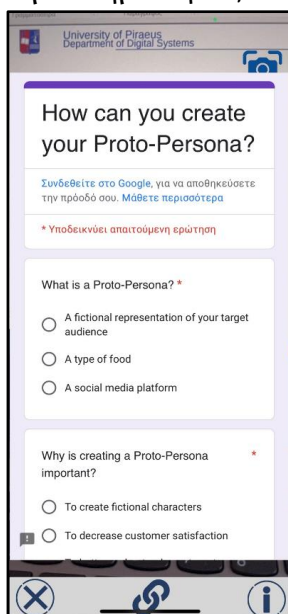 University of Piraeus
Department of Digital Systems
How can you create
your Proto-Persona?
Συνδεθείτε στο Google, για να αποθηκεύσετε
την πρόοδό σου. Μάθετε περισσότερα
* Υποδεικνύει απαιτούμενη ερώτηση
What is a Proto-Persona? *
A fictional representation of your target
audience
A type of food
A social media platform
Why is creating a Proto-Persona *
important?
To create fictional characters
To decrease customer satisfaction